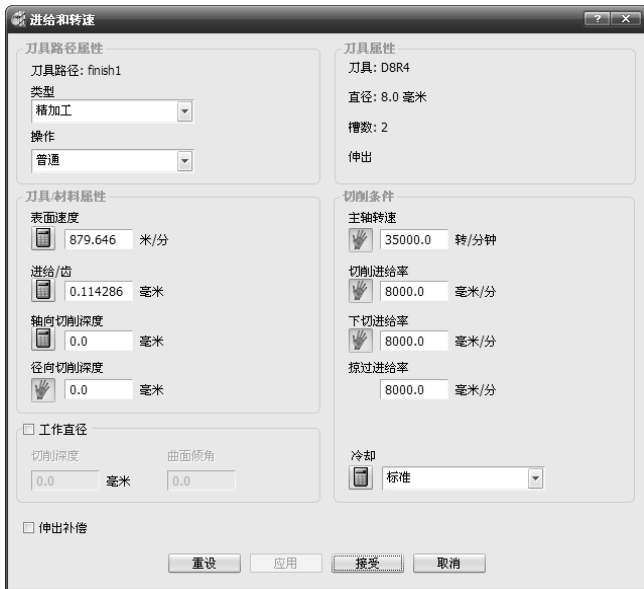 进给和转速
刀具路径属性
刀具路径: finish1
类型
精加工
操作
普通
刀具属性
刀具: D8R4
直径: 8.0 毫米
槽数: 2
伸出
刀具/材料属性
表面速度
879.646 米/分
进给/齿
0.114286 毫米
轴向切削深度
0.0 毫米
径向切削深度
0.0 毫米
切削条件
主轴转速
35000.0 转/分钟
切削进给率
8000.0 毫米/分
下切进给率
8000.0 毫米/分
掠过进给率
8000.0 毫米/分
工作直径
切削深度 曲面倾角
0.0 毫米 0.0
冷却
标准
伸出补偿
重设 应用 接受 取消